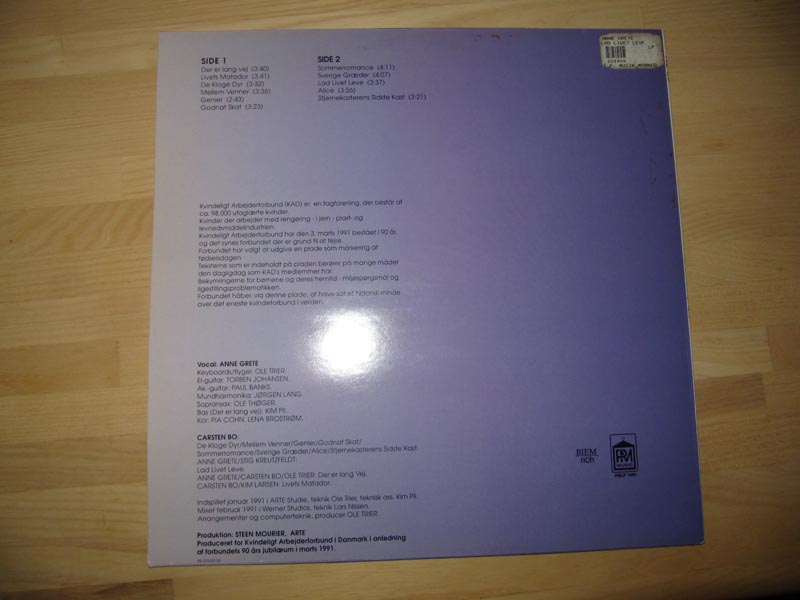 SIDE 1
Det er lang vej (3:40)
Livets Matador (3:41)
De Kloge Dyr (3:32)
Mellem Venner (3:36)
Genier (2:43)
Godnat Skat (3:23)
SIDE 2
Sommerromance (4:11)
Sverige Græder (4:07)
Lad Livet Leve (3:37)
Alice (3:56)
Stjernekasterens Sidste Kast (3:21)
ANNE GRETE
LAD LIVET LEVE
LP
Kvindeligt Arbejderforbund (KAD) er en fagforening, der består af
ca. 98.000 ufaglærte kvinder.
Kvinder der arbejder med rengøring - i jern - plast- og
levnedsmiddelindustrien.
Kvindeligt Arbejderforbund har den 3. marts 1991 bestået i 90 år,
og det synes forbundet der er grund til at fejre.
Forbundet har valgt at udgive en plade som markering af
fødselsdagen.
Teksterne som er indeholdt på pladen berører på mange måder
den dagligdag som KAD's medlemmer har.
Bekymringerne for børnene og deres fremtid - miljøspørgsmål og
ligestillingsproblematikken.
Forbundet håber, via denne plade, at have sat et historisk minde
over det eneste kvindeforbund i verden.
Vocal: ANNE GRETE
Keyboards/flygel: OLE TRIER.
El-guitar: TORBEN JOHANSEN.
Ak.-guitar: PAUL BANKS.
Mundharmonika: JØRGEN LANG.
Sopransax: OLE THØGER.
Bas (Det er lang vej): KIM Pil.
Kor: PIA COHN, LENA BROSTRØM.
CARSTEN BO:
De Kloge Dyr/Mellem Venner/Genier/Godnat Skat/
Sommerromance/Sverige Græder/Alice/Stjernekasterens Sidste Kast.
ANNE GRETE/STIG KREUTZFELDT:
Lad Livet Leve.
ANNE GRETE/CARSTEN BO/OLE TRIER: Der er lang Vej.
CARSTEN BO/KIM LARSEN: Livets Matador.
Indspillet januar 1991 i ARTE Studie, teknik Ole Trier, teknisk ass. Kim Pil.
Mixet februar 1991 i Werner Studios, teknik Lars Nissen.
Arrangementer og computerteknik, producer OLE TRIER.
Produktion: STEEN MOURIER, ARTE
Produceret for Kvindeligt Arbejderforbund i Danmark i anledning
af forbundets 90 års jubilæum i marts 1991.
BIEM
ncb